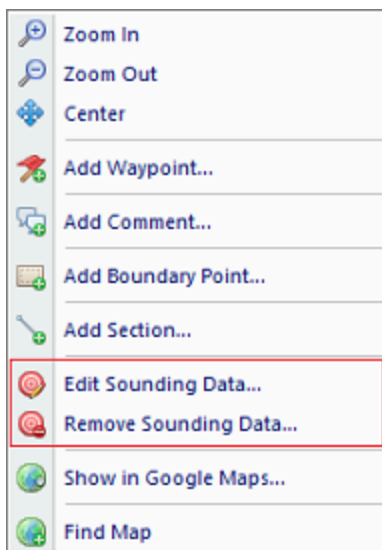 Zoom In
Zoom Out
Center
Add Waypoint...
Add Comment...
Add Boundary Point...
Add Section...
Edit Sounding Data...
Remove Sounding Data...
Show in Google Maps...
Find Map